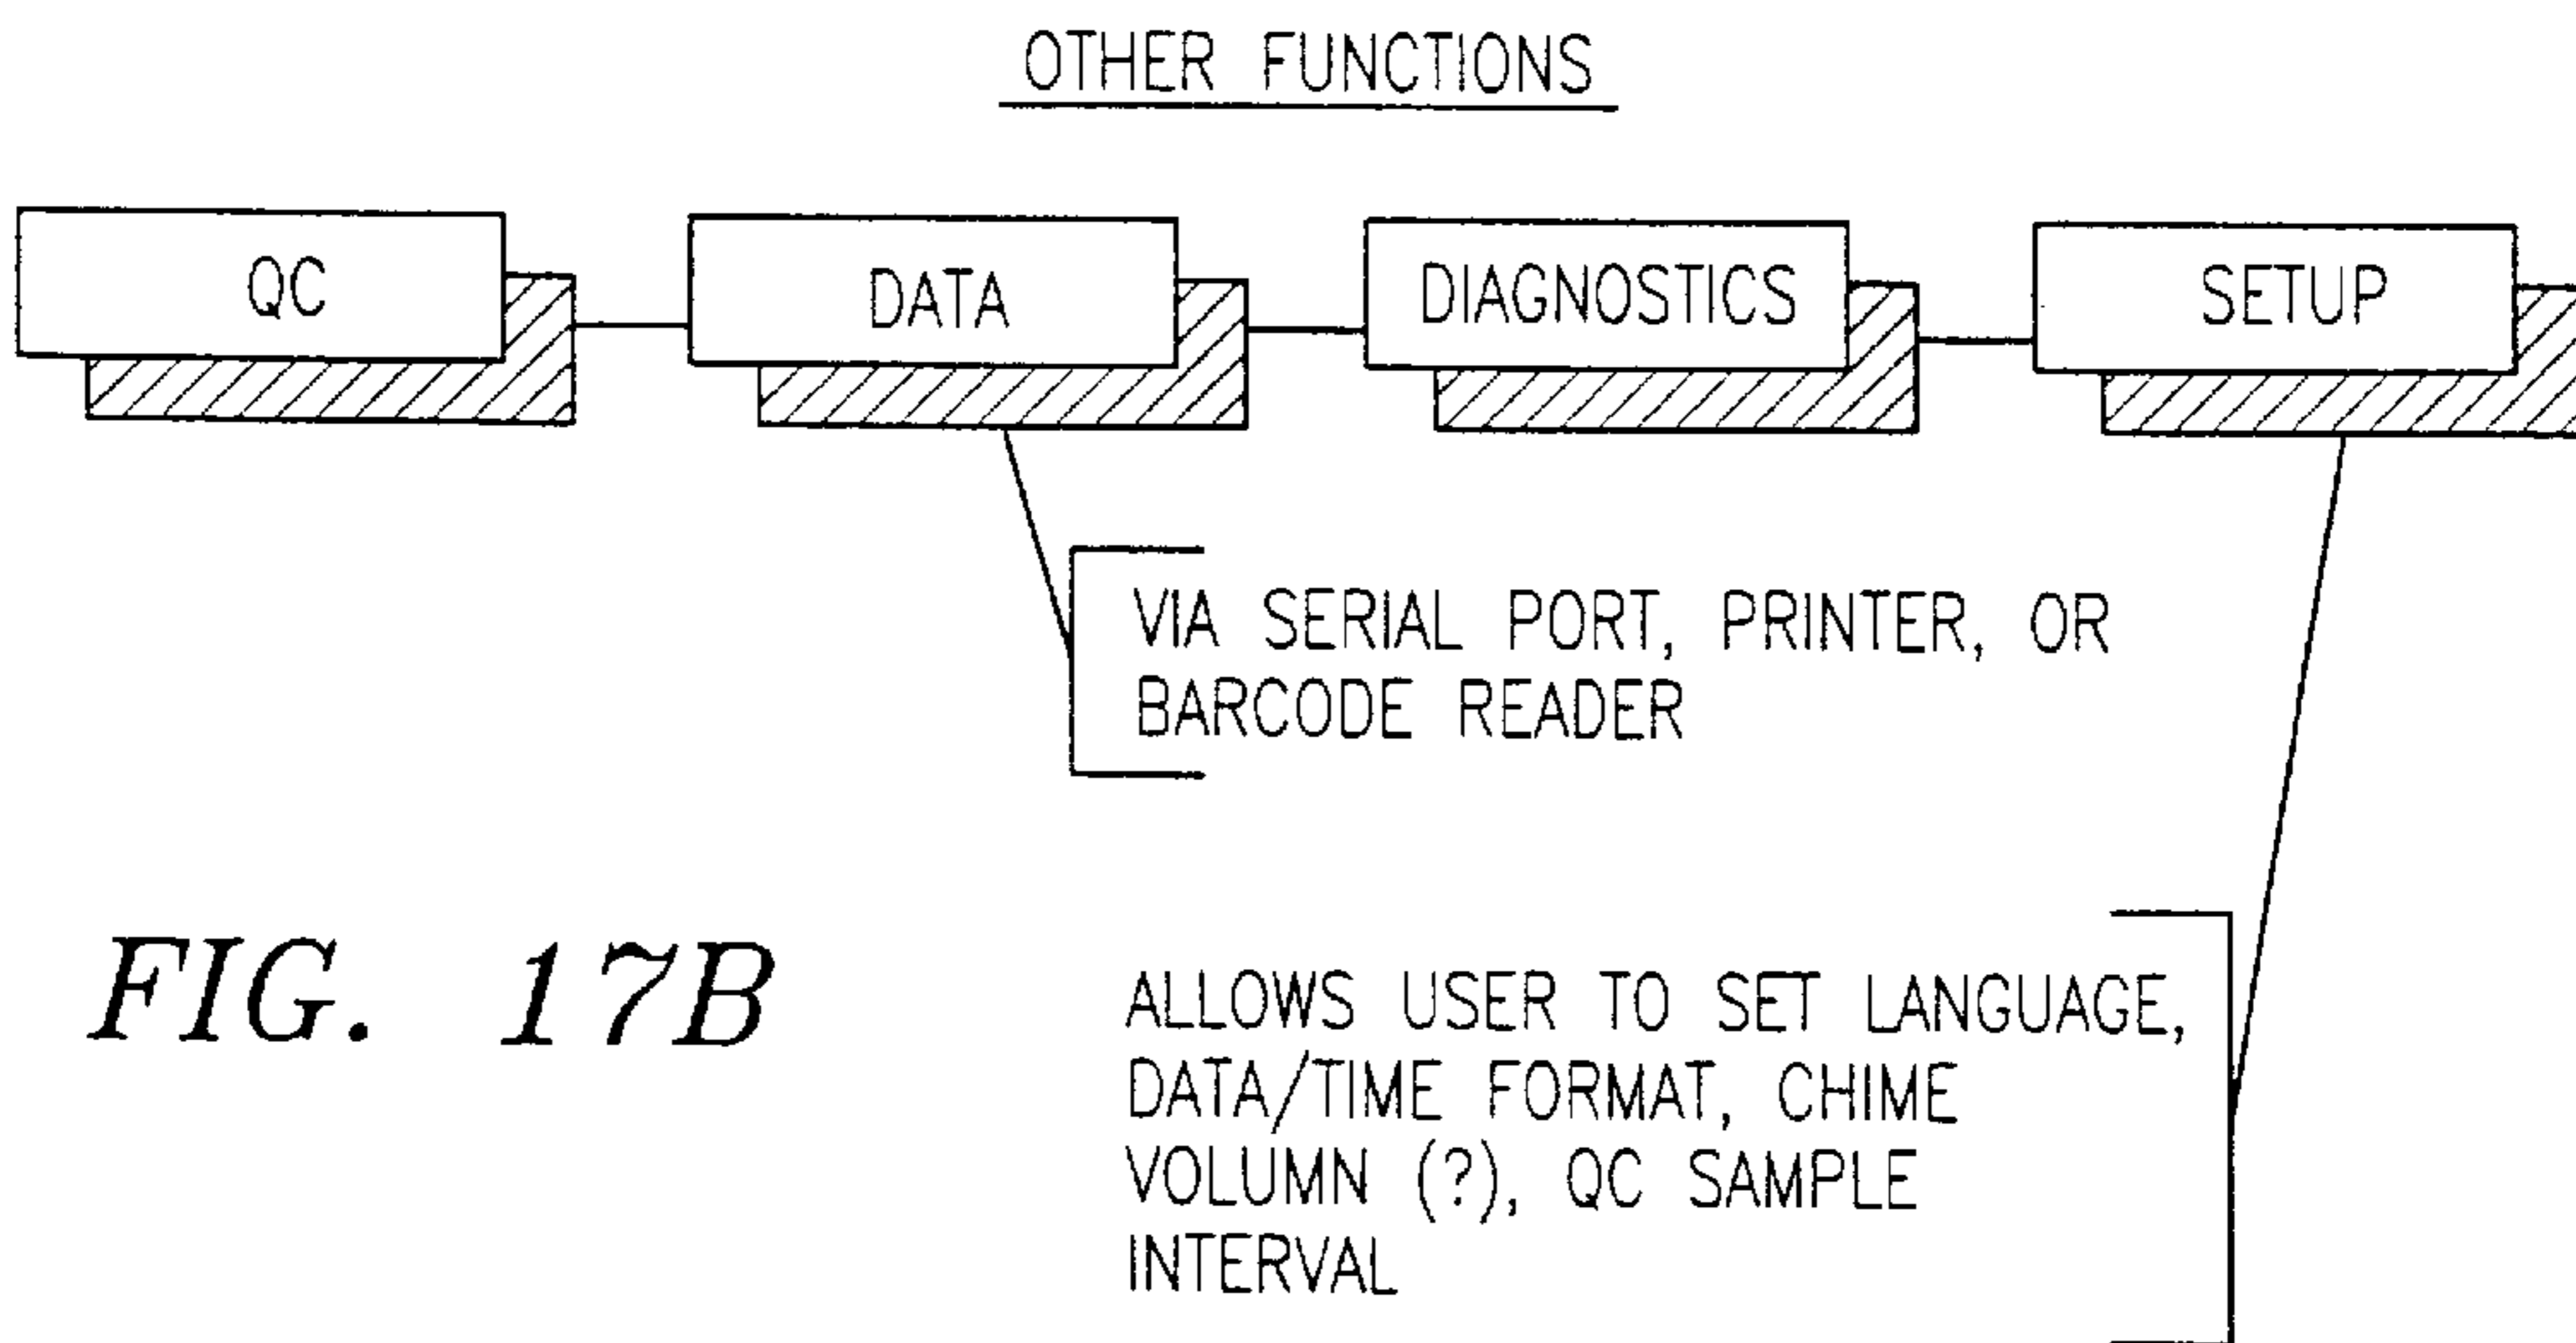 OTHER FUNCTIONS
QC
DATA
DIAGNOSTICS
SETUP
VIA SERIAL PORT, PRINTER, OR
BARCODE READER
FIG. 17B
ALLOWS USER TO SET LANGUAGE,
DATA/TIME FORMAT, CHIME
VOLUMN (?), QC SAMPLE
INTERVAL